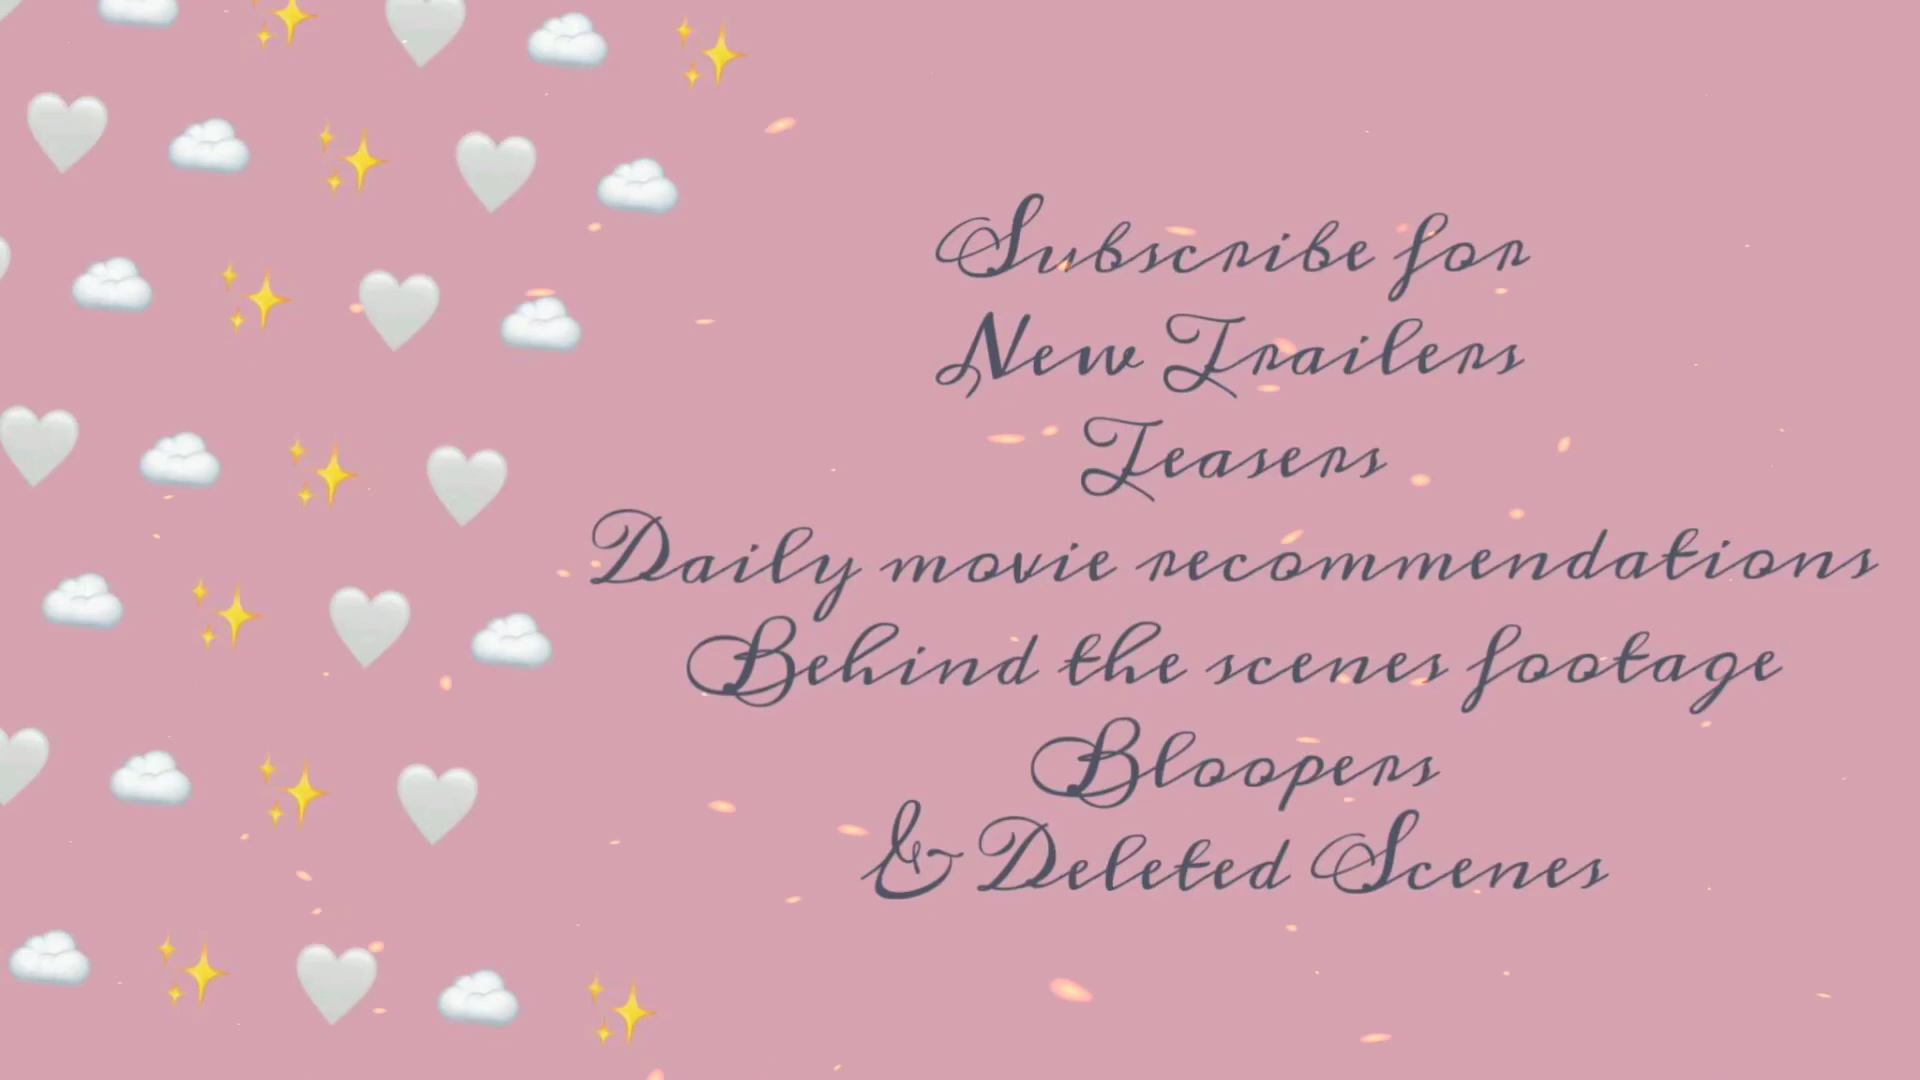 Subscribe for
New Trailers
Teasers
Daily movie recommendations
Behind the scenes footage
Bloopers
& Deleted Scenes